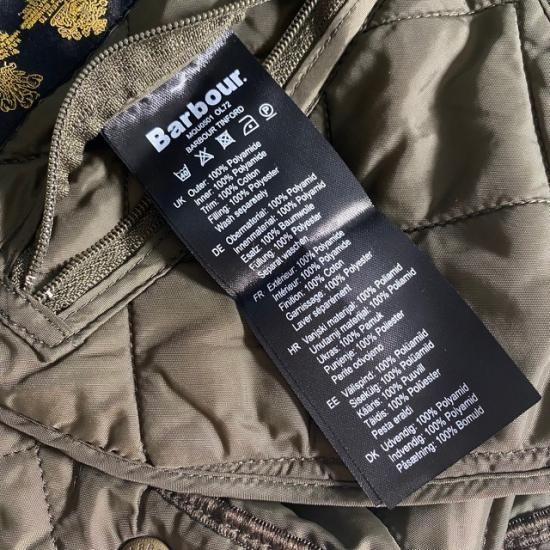 Barbour.
MQU0001 OL72
BARBOUR TINFORD
UK Outer: 100% Polyamide
Inner: 100% Polyamide
Trim: 100% Cotton
Filling: 100% Polyester
Wash separately
DE Obermaterial: 100% Polyamid
Innenmaterial: 100% Polyamid
Esatz: 100% Baumwolle
Füllung: 100% Polyester
Separat waschen
FR Extérieur: 100% Polyamide
Intérieur: 100% Polyamide
Finition: 100% Coton
Garnissage: 100% Polyester
Laver séparément
HR Vanjski materijal: 100% Poliamid
Unutarnji materijal: 100% Poliamid
Ukras: 100% Pamuk
Punjenje: 100% Poliester
Perite odvojeno
EE Välispind: 100% Polüamiid
Sisekülg: 100% Polüamiid
Kääris: 100% Puuvill
Täidis: 100% Polüester
Pesta eraldi
DK Udvendig: 100% Polyamid
Indvendig: 100% Polyamid
Påsætning: 100% Bomuld